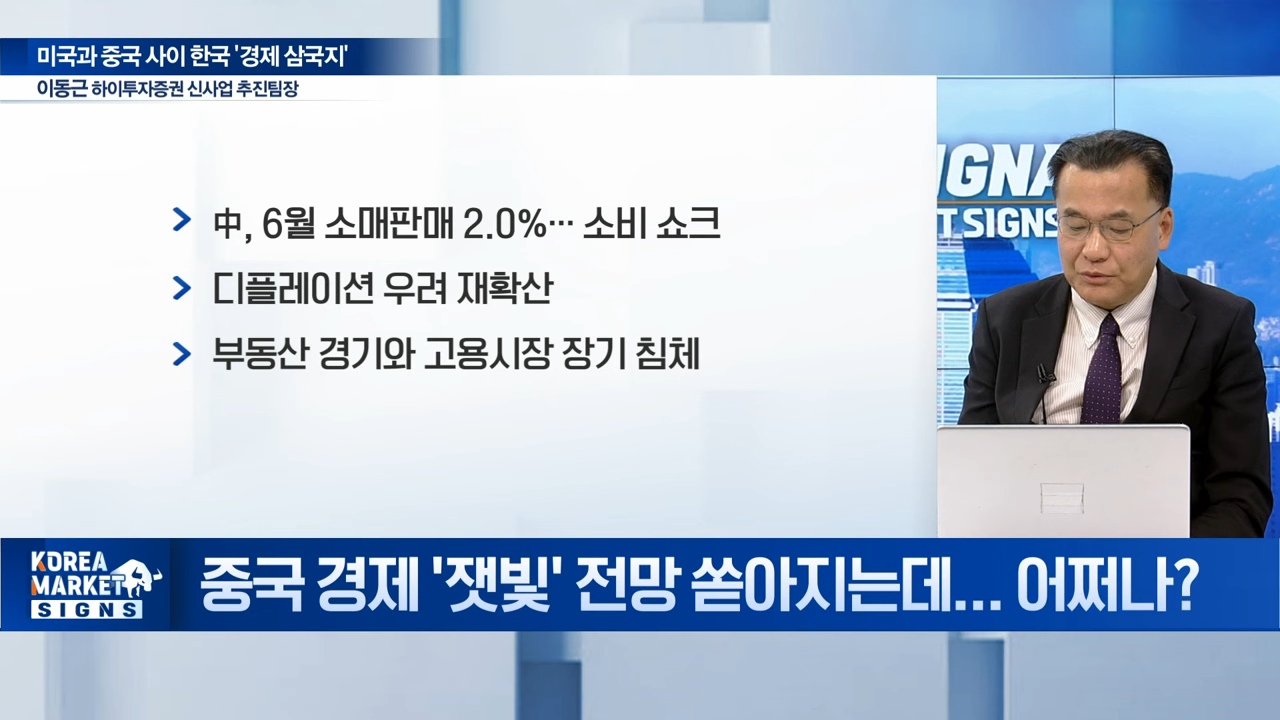 미국과 중국 사이 한국 '경제 삼국지'
이동근 하이투자증권 신사업 추진팀장
中, 6월 소매판매 2.0%… 소비 쇼크
디플레이션 우려 재확산
부동산 경기와 고용시장 장기 침체
IGNA
T SIGNS
KOREA
MARKET
SIGNS
중국 경제 '잿빛' 전망 쏟아지는데... 어쩌나?